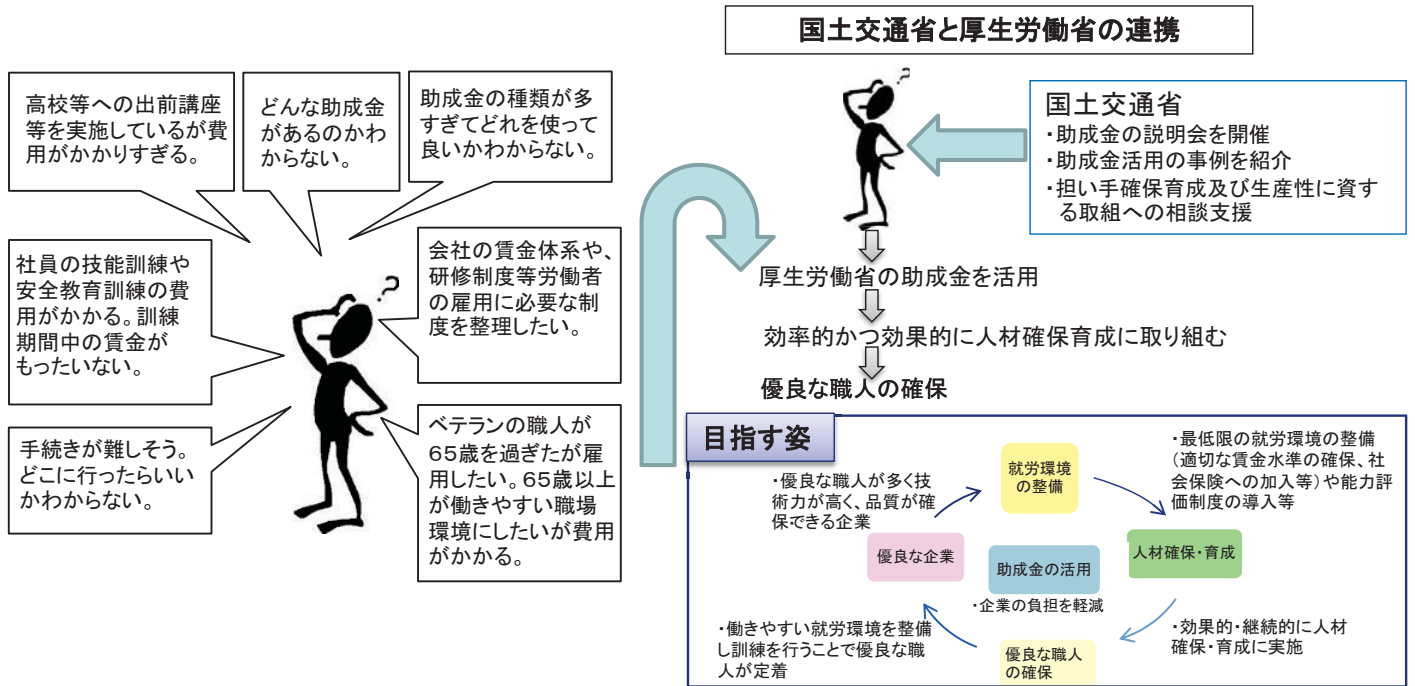 国土交通省と厚生労働省の連携
高校等への出前講座
等を実施しているが費
用がかかりすぎる。
どんな助成金
があるのかわ
からない。
助成金の種類が多
すぎてどれを使って
良いかわからない。
社員の技能訓練や
安全教育訓練の費
用がかかる。訓練
期間中の賃金が
もったいない。
会社の賃金体系や、
研修制度等労働者
の雇用に必要な制
度を整理したい。
手続きが難しそう。
どこに行ったらいい
かわからない。
ベテランの職人が
65歳を過ぎたが雇
用したい。65歳以上
が働きやすい職場
環境にしたいが費用
がかかる。
?
?
国土交通省
・助成金の説明会を開催
・助成金活用の事例を紹介
・担い手確保育成及び生産性に資す
る取組への相談支援
厚生労働省の助成金を活用
効率的かつ効果的に人材確保育成に取り組む
優良な職人の確保
目指す姿
就労環境
の整備
・最低限の就労環境の整備
(適切な賃金水準の確保、社
会保険への加入等)や能力評
価制度の導入等
人材確保・育成
・効果的・継続的に人材
確保・育成に実施
優良な職人
の確保
・働きやすい就労環境を整備
し訓練を行うことで優良な職
人が定着
優良な企業
・優良な職人が多く技
術力が高く、品質が確
保できる企業
助成金の活用
・企業の負担を軽減